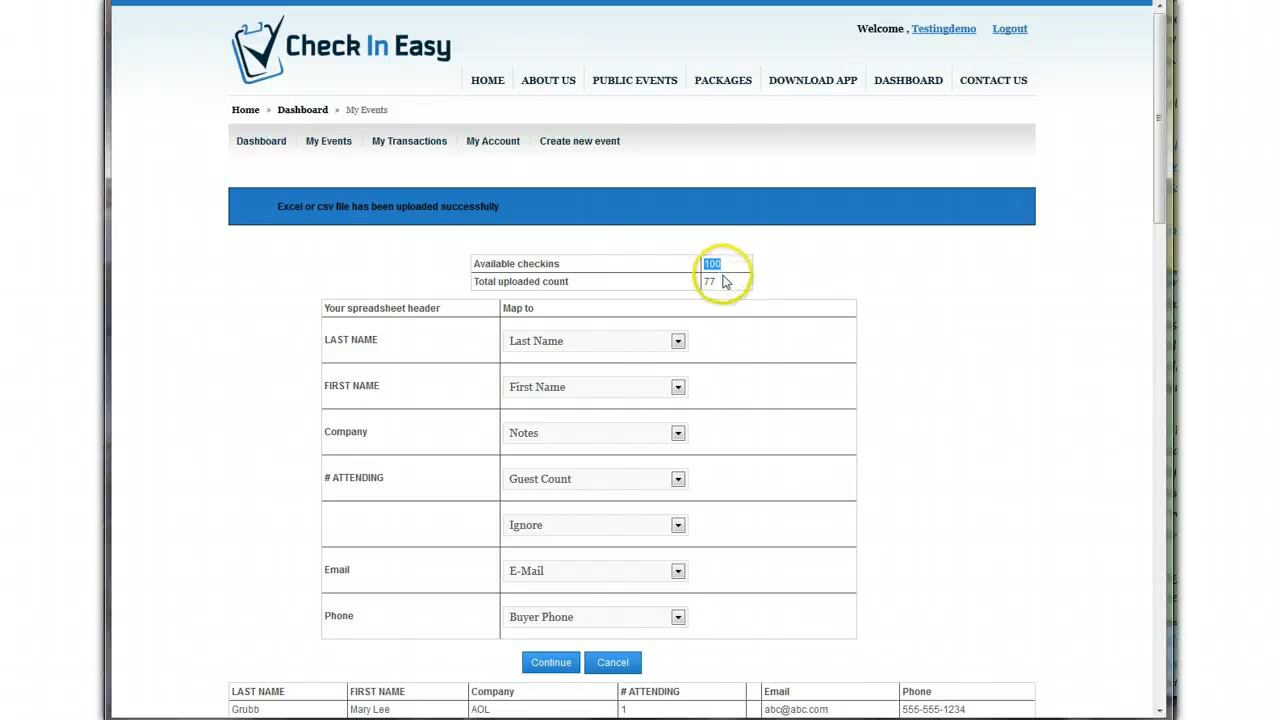 Check In Easy
Welcome , Testingdemo Logout
HOME ABOUT US PUBLIC EVENTS PACKAGES DOWNLOAD APP DASHBOARD CONTACT US
Home » Dashboard » My Events
Dashboard My Events My Transactions My Account Create new event
Excel or csv file has been uploaded successfully
Available checkins 100
Total uploaded count 77
Your spreadsheet header Map to
LAST NAME Last Name
FIRST NAME First Name
Company Notes
# ATTENDING Guest Count
Ignore
Email E-Mail
Phone Buyer Phone
Continue Cancel
LAST NAME FIRST NAME Company # ATTENDING Email Phone
Grubb Mary Lee AOL 1 abc@abc.com 555-555-1234